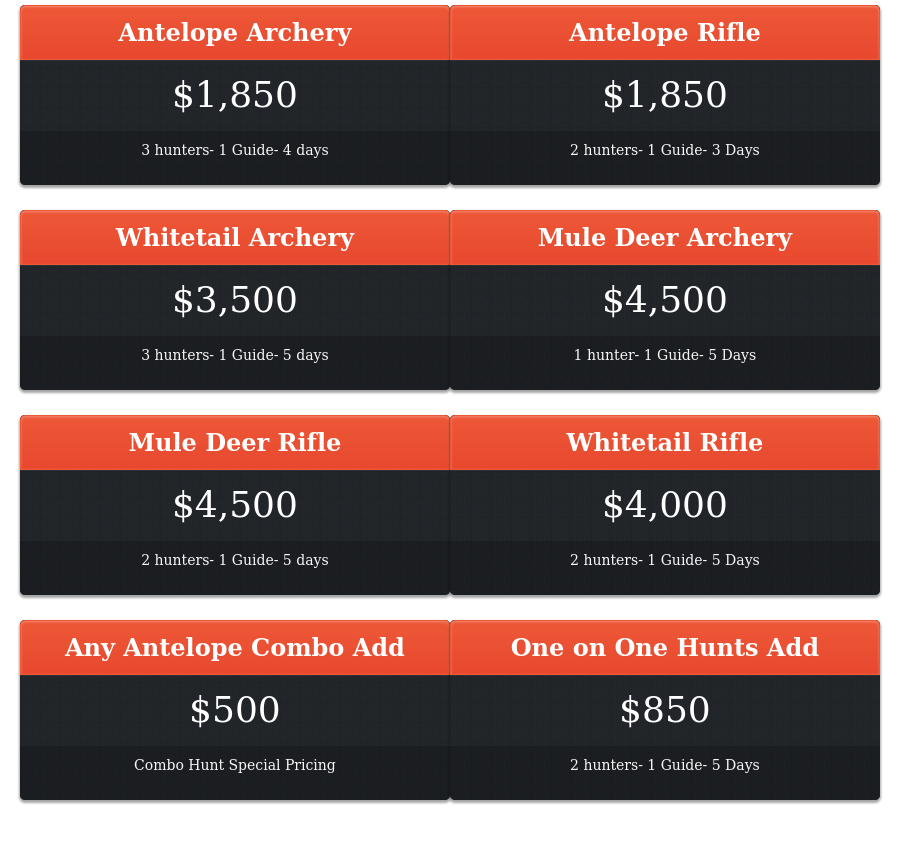 Antelope Archery
$1,850
3 hunters- 1 Guide- 4 days
Antelope Rifle
$1,850
2 hunters- 1 Guide- 3 Days
Whitetail Archery
$3,500
3 hunters- 1 Guide- 5 days
Mule Deer Archery
$4,500
1 hunter- 1 Guide- 5 Days
Mule Deer Rifle
$4,500
2 hunters- 1 Guide- 5 days
Whitetail Rifle
$4,000
2 hunters- 1 Guide- 5 Days
Any Antelope Combo Add
$500
Combo Hunt Special Pricing
One on One Hunts Add
$850
2 hunters- 1 Guide- 5 Days